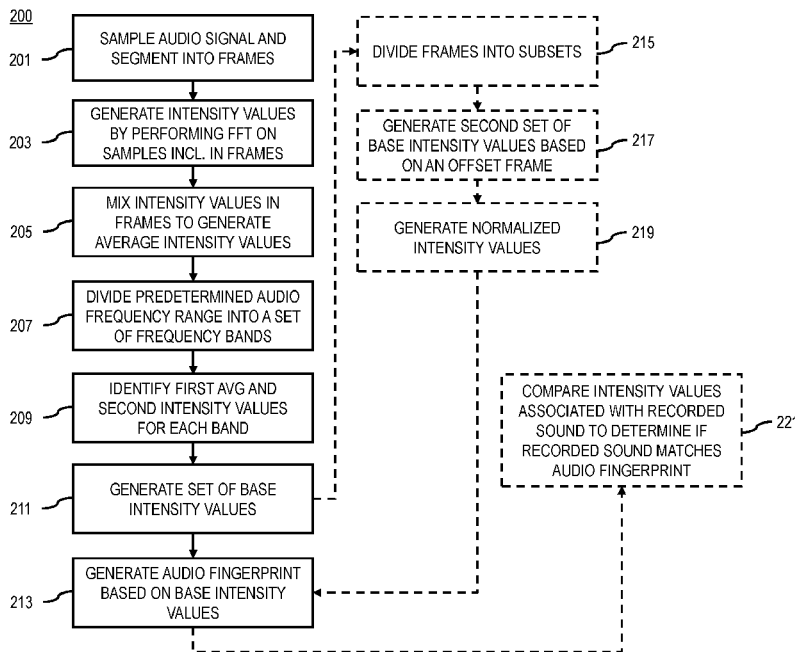 200
SAMPLE AUDIO SIGNAL AND
SEGMENT INTO FRAMES
201
GENERATE INTENSITY VALUES
BY PERFORMING FFT ON
SAMPLES INCL. IN FRAMES
203
MIX INTENSITY VALUES IN
FRAMES TO GENERATE
AVERAGE INTENSITY VALUES
205
DIVIDE PREDETERMINED AUDIO
FREQUENCY RANGE INTO A SET
OF FREQUENCY BANDS
207
IDENTIFY FIRST AVG AND
SECOND INTENSITY VALUES
FOR EACH BAND
209
GENERATE SET OF BASE
INTENSITY VALUES
211
GENERATE AUDIO FINGERPRINT
BASED ON BASE INTENSITY
VALUES
213
DIVIDE FRAMES INTO SUBSETS
215
GENERATE SECOND SET OF
BASE INTENSITY VALUES BASED
ON AN OFFSET FRAME
217
GENERATE NORMALIZED
INTENSITY VALUES
219
COMPARE INTENSITY VALUES
ASSOCIATED WITH RECORDED
SOUND TO DETERMINE IF
RECORDED SOUND MATCHES
AUDIO FINGERPRINT
221